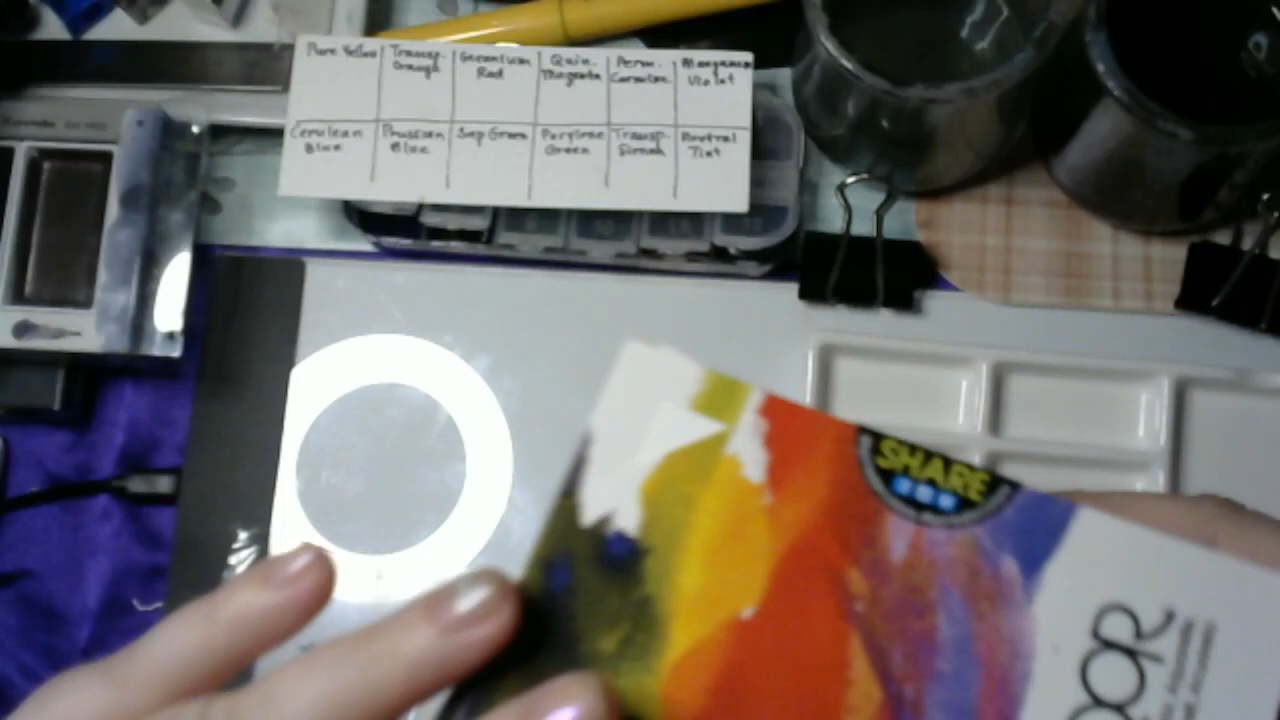 Pure Yellow
Transp. Orange
Geranium Red
Quin. Magenta
Perm. Carmine
Manganese Violet
Cerulean Blue
Prussian Blue
Sap Green
Perylene Green
Transp. Sienna
Neutral Tint
SHARE